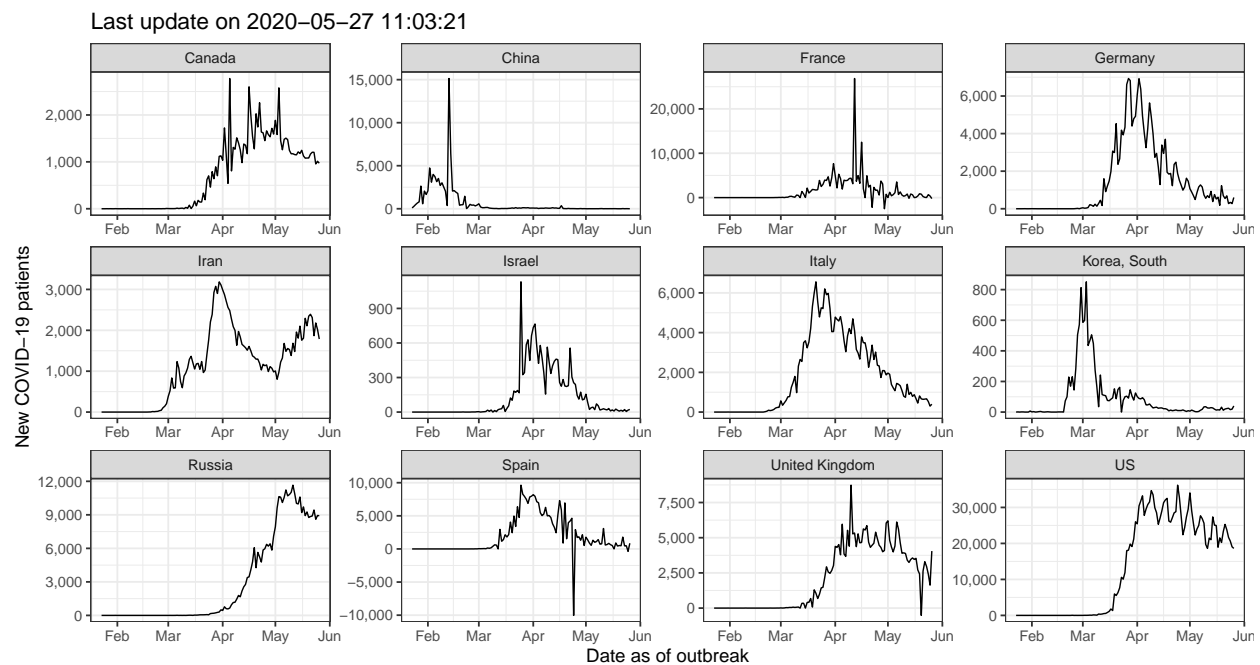 Last update on 2020−05−27 11:03:21
Canada China France Germany
0 1,000 2,000
0 5,000 10,000 15,000
0 10,000 20,000
0 2,000 4,000 6,000
Feb Mar Apr May Jun Feb Mar Apr May Jun Feb Mar Apr May Jun Feb Mar Apr May Jun
Iran Israel Italy Korea, South
0 1,000 2,000 3,000
0 300 600 900
0 2,000 4,000 6,000
0 200 400 600 800
Feb Mar Apr May Jun Feb Mar Apr May Jun Feb Mar Apr May Jun Feb Mar Apr May Jun
Russia Spain United Kingdom US
0 3,000 6,000 9,000 12,000
−10,000 −5,000 0 5,000 10,000
0 2,500 5,000 7,500
0 10,000 20,000 30,000
Feb Mar Apr May Jun Feb Mar Apr May Jun Feb Mar Apr May Jun Feb Mar Apr May Jun
Date as of outbreak
New COVID−19 patients